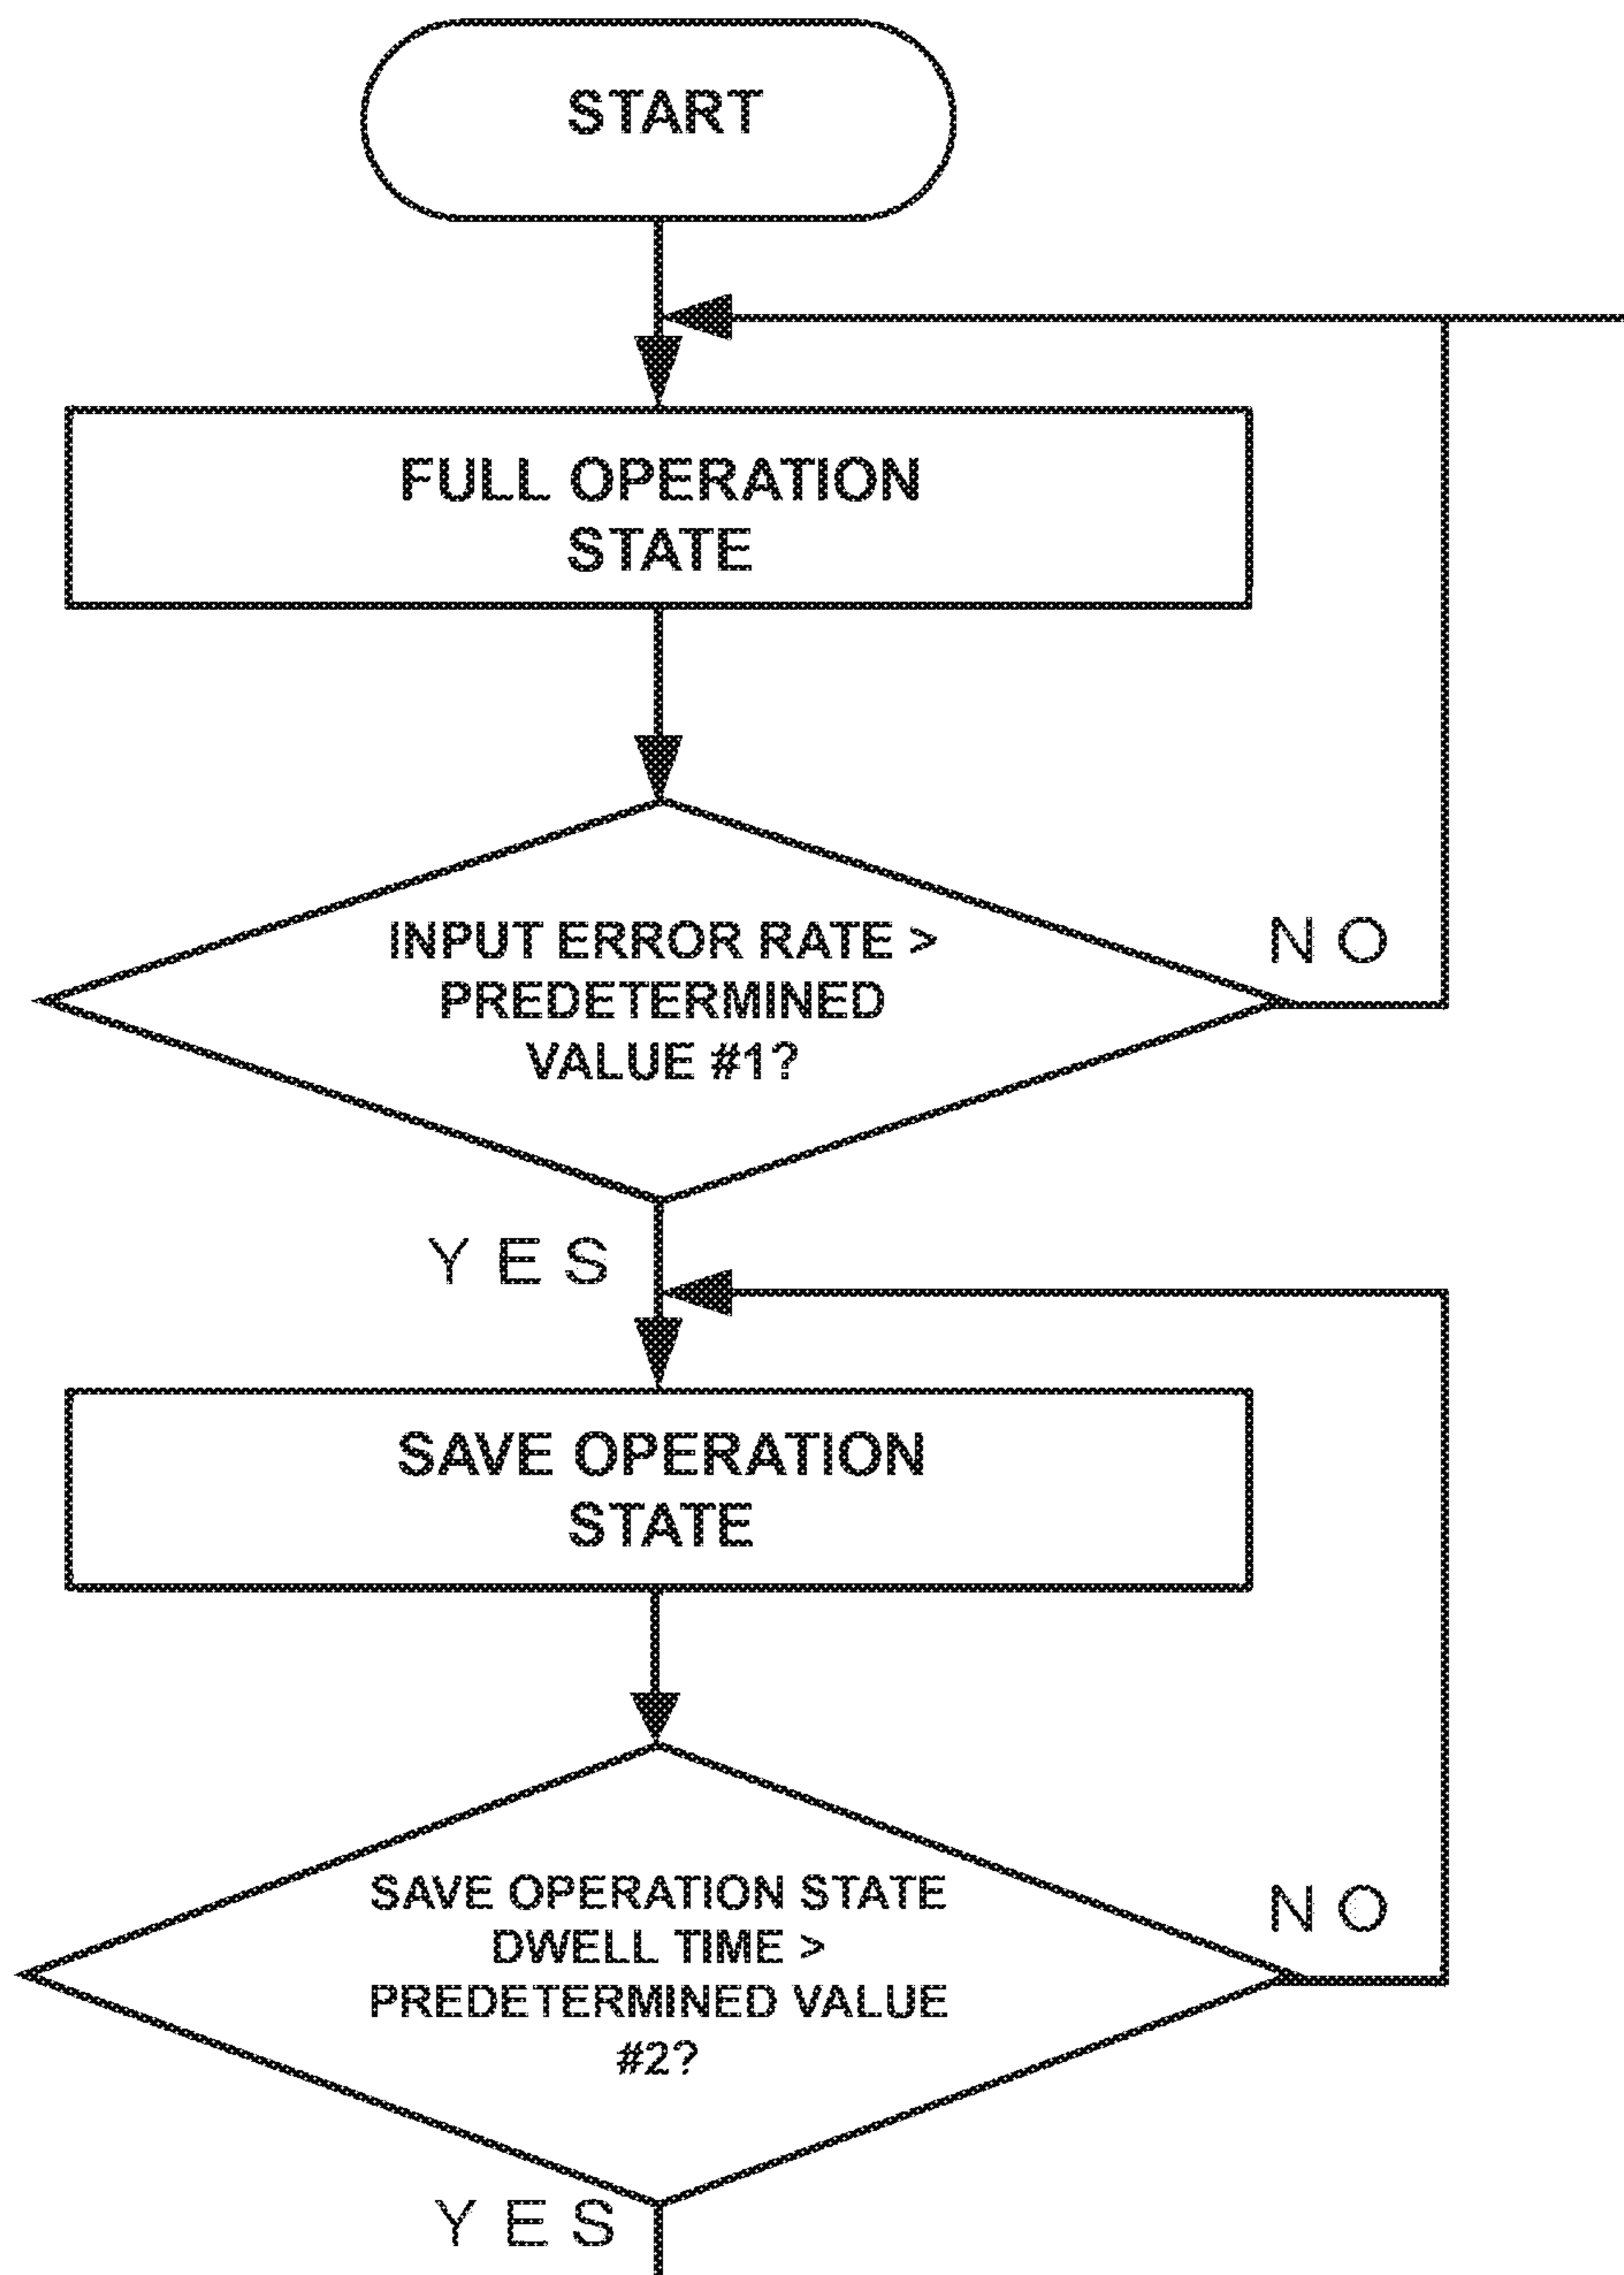 START
FULL OPERATION
STATE
INPUT ERROR RATE >
PREDETERMINED
VALUE #1?
NO
YES
SAVE OPERATION
STATE
SAVE OPERATION STATE
DWELL TIME >
PREDETERMINED VALUE
#2?
NO
YES